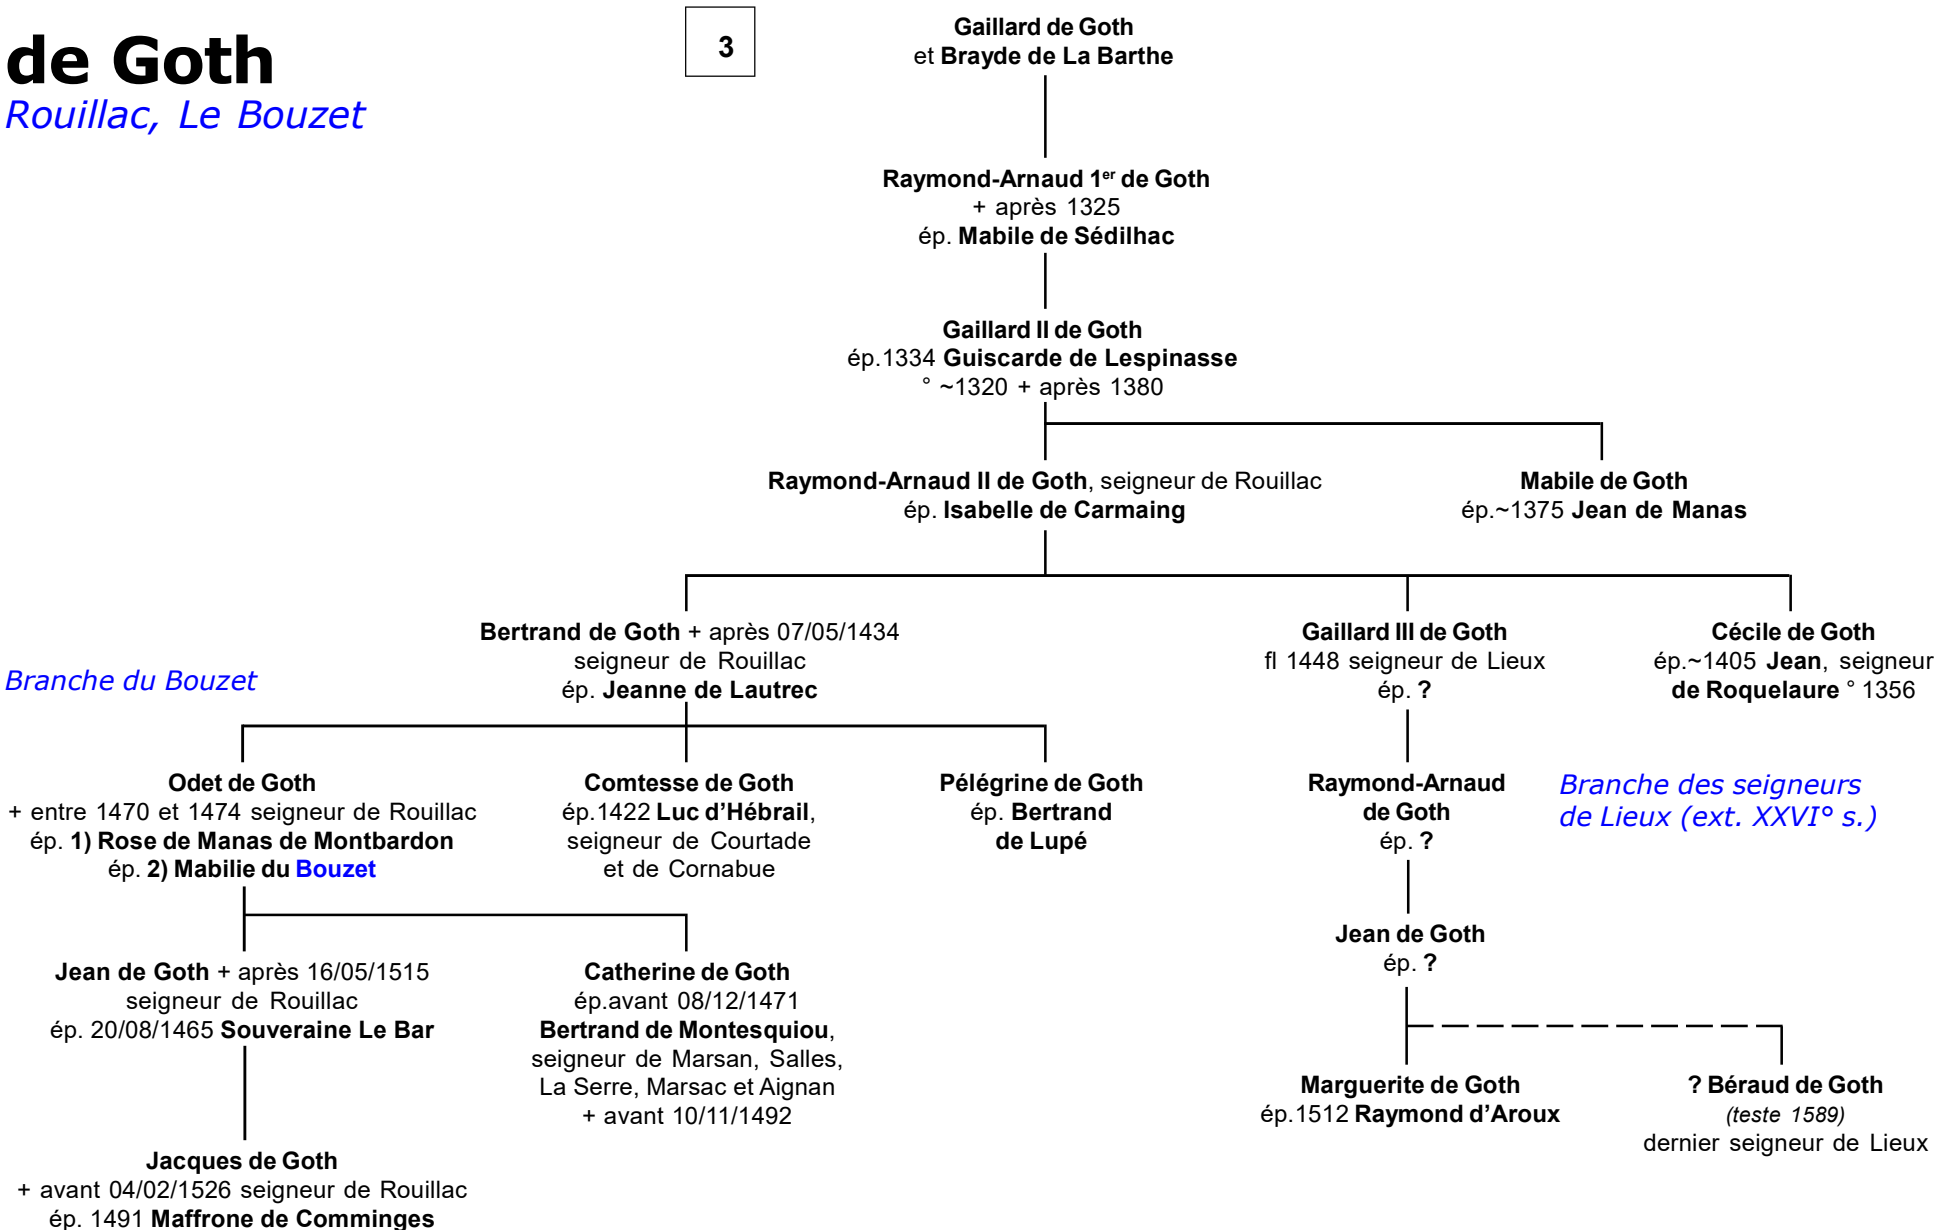 de Goth
Rouillac, Le Bouzet
3
Gaillard de Goth
et Brayde de La Barthe
Raymond-Arnaud 1er de Goth
+ après 1325
ép. Mabile de Sédilhac
Gaillard II de Goth
ép.1334 Guiscarde de Lespinasse
° ~1320 + après 1380
Raymond-Arnaud II de Goth, seigneur de Rouillac
ép. Isabelle de Carmaing
Mabile de Goth
ép.~1375 Jean de Manas
Bertrand de Goth + après 07/05/1434
seigneur de Rouillac
ép. Jeanne de Lautrec
Gaillard III de Goth
fl 1448 seigneur de Lieux
ép. ?
Cécile de Goth
ép.~1405 Jean, seigneur
de Roquelaure ° 1356
Branche du Bouzet
Odet de Goth
+ entre 1470 et 1474 seigneur de Rouillac
ép. 1) Rose de Manas de Montbardon
ép. 2) Mabilie du Bouzet
Comtesse de Goth
ép.1422 Luc d’Hébrail,
seigneur de Courtade
et de Cornabue
Pélégrine de Goth
ép. Bertrand
de Lupé
Raymond-Arnaud
de Goth
ép. ?
Branche des seigneurs
de Lieux (ext. XXVI° s.)
Jean de Goth + après 16/05/1515
seigneur de Rouillac
ép. 20/08/1465 Souveraine Le Bar
Catherine de Goth
ép.avant 08/12/1471
Bertrand de Montesquiou,
seigneur de Marsan, Salles,
La Serre, Marsac et Aignan
+ avant 10/11/1492
Jean de Goth
ép. ?
Marguerite de Goth
ép.1512 Raymond d’Aroux
? Béraud de Goth
(teste 1589)
dernier seigneur de Lieux
Jacques de Goth
+ avant 04/02/1526 seigneur de Rouillac
ép. 1491 Maffrone de Comminges